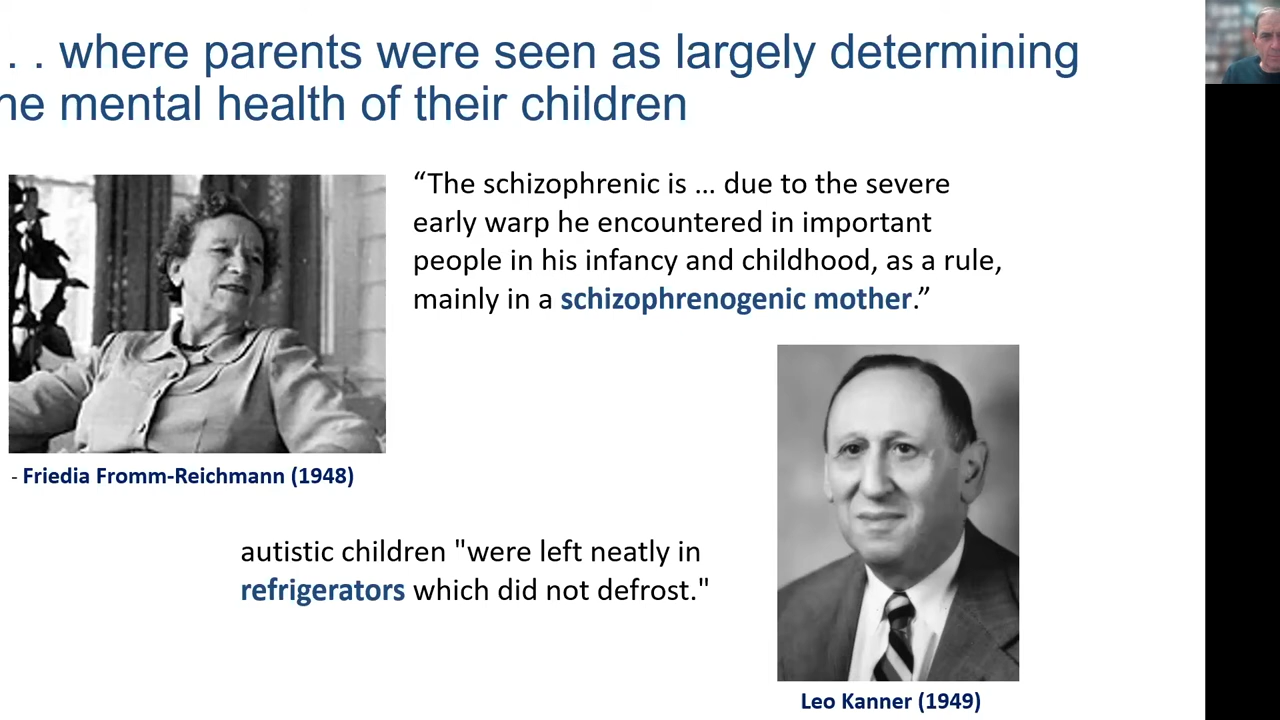 . . where parents were seen as largely determining
he mental health of their children
“The schizophrenic is ... due to the severe
early warp he encountered in important
people in his infancy and childhood, as a rule,
mainly in a schizophrenogenic mother.”
- Friedia Fromm-Reichmann (1948)
autistic children "were left neatly in
refrigerators which did not defrost."
Leo Kanner (1949)